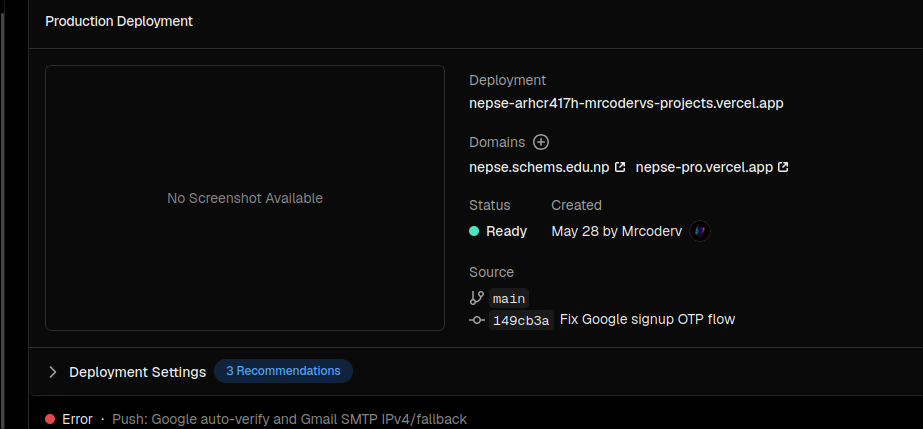 Production Deployment
No Screenshot Available
Deployment
nepse-arhcr417h-mrcodervs-projects.vercel.app
Domains
nepse.schems.edu.np nepse-pro.vercel.app
Status Created
Ready May 28 by Mrcoderv
Source
main
149cb3a Fix Google signup OTP flow
Deployment Settings 3 Recommendations
Error · Push: Google auto-verify and Gmail SMTP IPv4/fallback